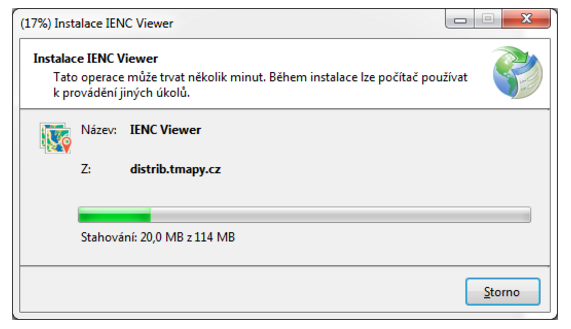 (17%) Instalace IENC Viewer
Instalace IENC Viewer
Tato operace může trvat několik minut. Během instalace lze počítač používat
k provádění jiných úkolů.
Název: IENC Viewer
Z: distrib.tmapy.cz
Stahování: 20,0 MB z 114 MB
Storno